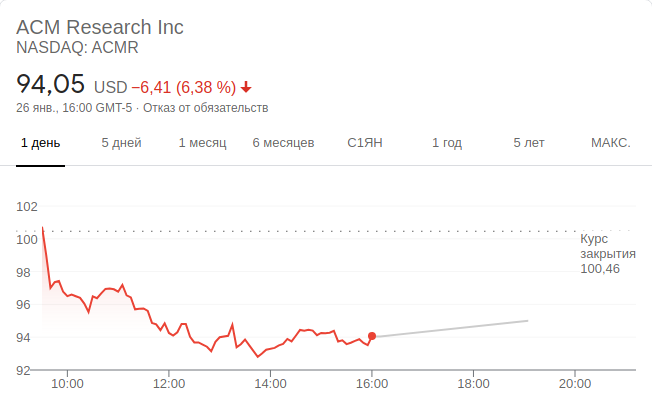 ACM Research Inc
NASDAQ: ACMR
94,05 USD −6,41 (6,38 %)
26 янв., 16:00 GMT-5 · Отказ от обязательств
1 день 5 дней 1 месяц 6 месяцев С1ЯН 1 год 5 лет МАКС.
102
100
98
96
94
92
Курс
закрытия
100,46
10:00 12:00 14:00 16:00 18:00 20:00